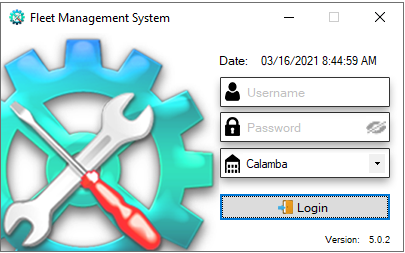 Fleet Management System
Date: 03/16/2021 8:44:59 AM
Username
Password
Calamba
Login
Version: 5.0.2